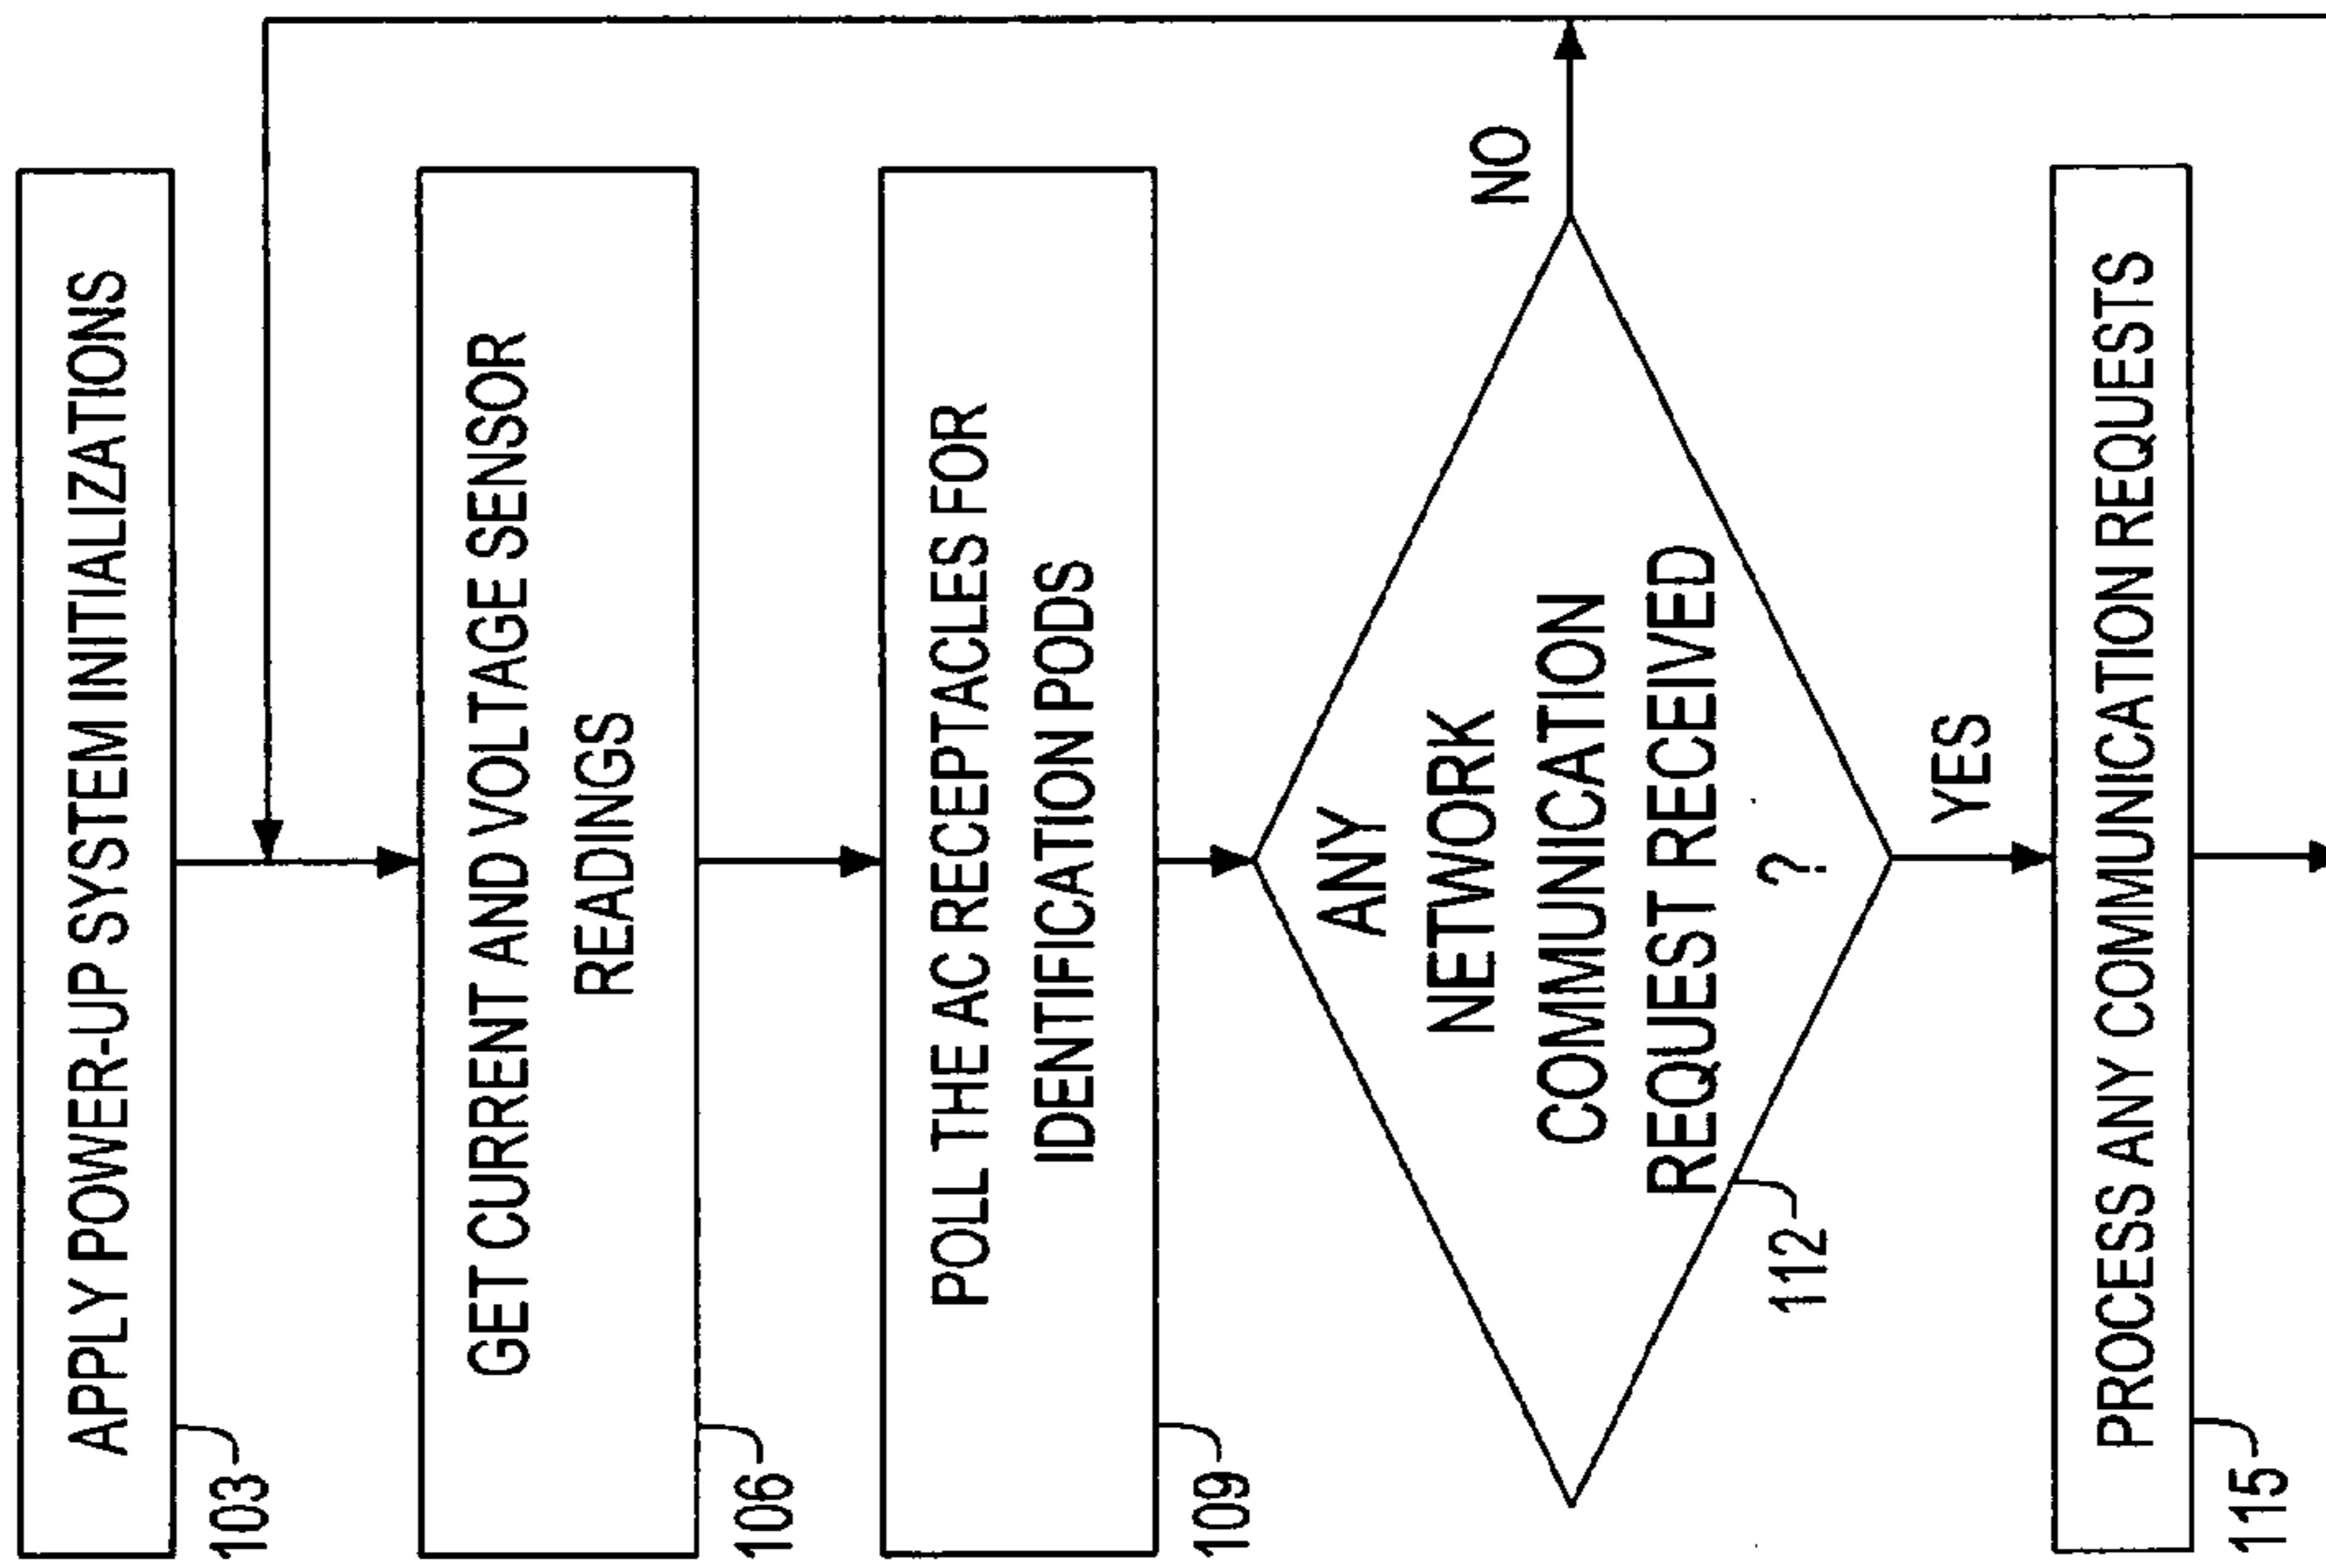 APPLY POWER-UP SYSTEM INITIALIZATIONS
103
GET CURRENT AND VOLTAGE SENSOR
READINGS
106
POLL THE AC RECEPTACLES FOR
IDENTIFICATION PODS
109
ANY
NETWORK
COMMUNICATION
REQUEST RECEIVED
?
112
NO
YES
PROCESS ANY COMMUNICATION REQUESTS
115